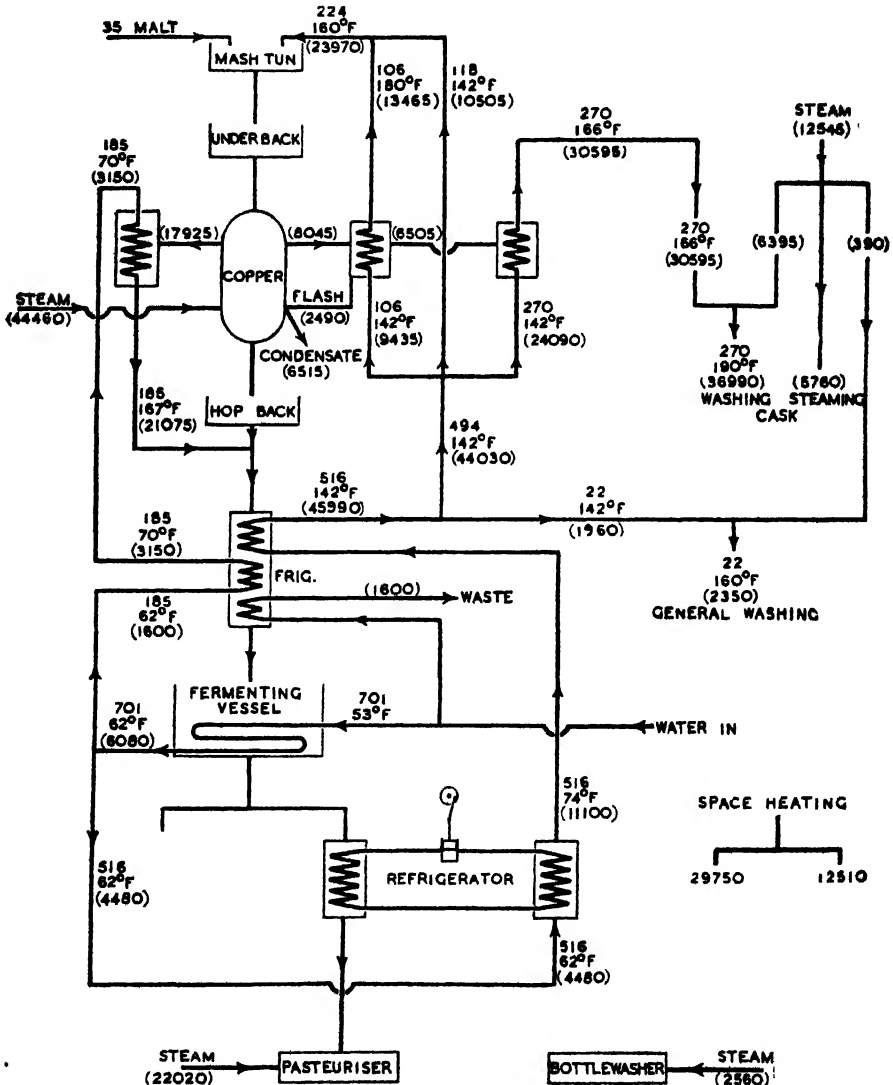 35 MALT
224
160°F
(23970)
MASH TUN
106
180°F
(13465)
118
142°F
(10505)
270
166°F
(30595)
STEAM
(12545)
UNDER BACK
185
70°F
(3150)
(17925)
(8045)
(6505)
270
166°F
(30595)
(6395)
(390)
COPPER
STEAM
(44460)
FLASH
(2490)
106
142°F
(9435)
270
142°F
(24090)
CONDENSATE
(6515)
270
190°F
(36990)
(5760)
WASHING STEAMING
CASK
185
167°F
(21075)
HOP BACK
494
142°F
(44030)
516
142°F
(45990)
22
142°F
(1960)
185
70°F
(3150)
FRIG.
(1600)
WASTE
22
160°F
(2350)
GENERAL WASHING
185
62°F
(1600)
FERMENTING
VESSEL
701
53°F
WATER IN
701
62°F
(6080)
516
74°F
(11100)
SPACE HEATING
29750
12510
516
62°F
(4480)
REFRIGERATOR
516
62°F
(4480)
STEAM
(22020)
PASTEURISER
BOTTLEWASHER
STEAM
(2560)